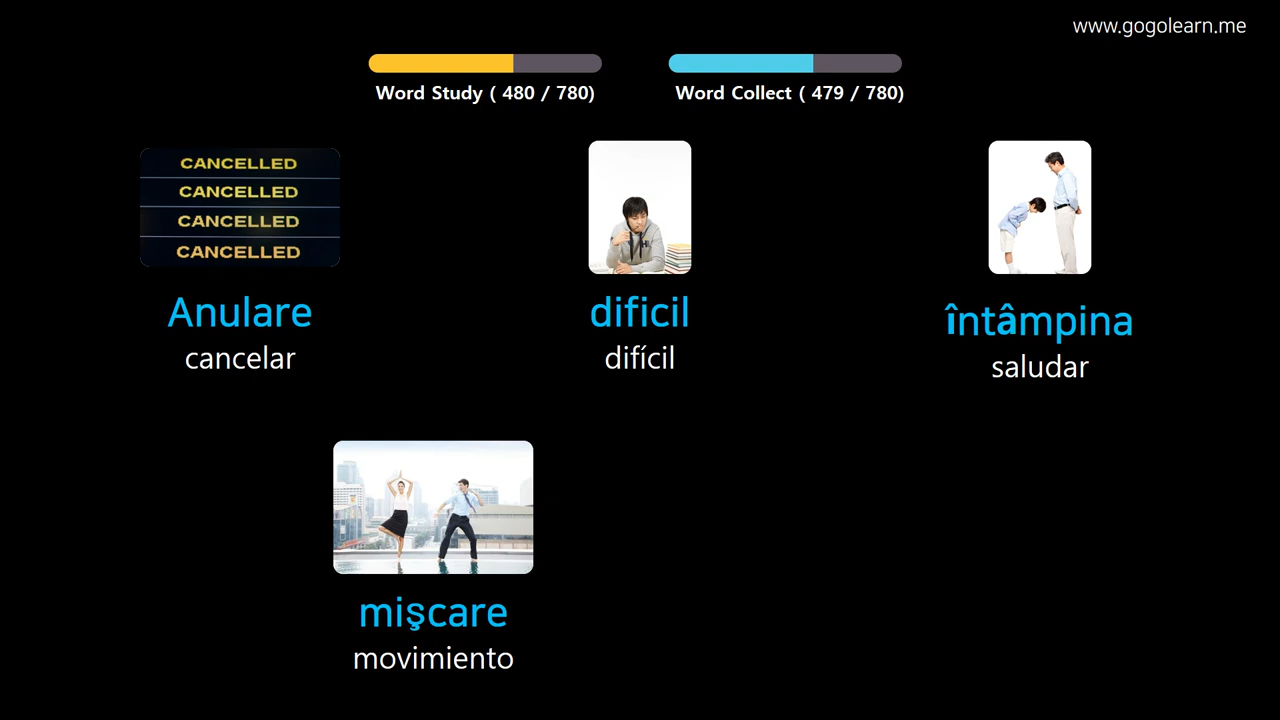 www.gogolearn.me
Word Study ( 480 / 780)
Word Collect ( 479 / 780)
CANCELLED
CANCELLED
CANCELLED
CANCELLED
Anulare
cancelar
dificil
difícil
întâmpina
saludar
mişcare
movimiento